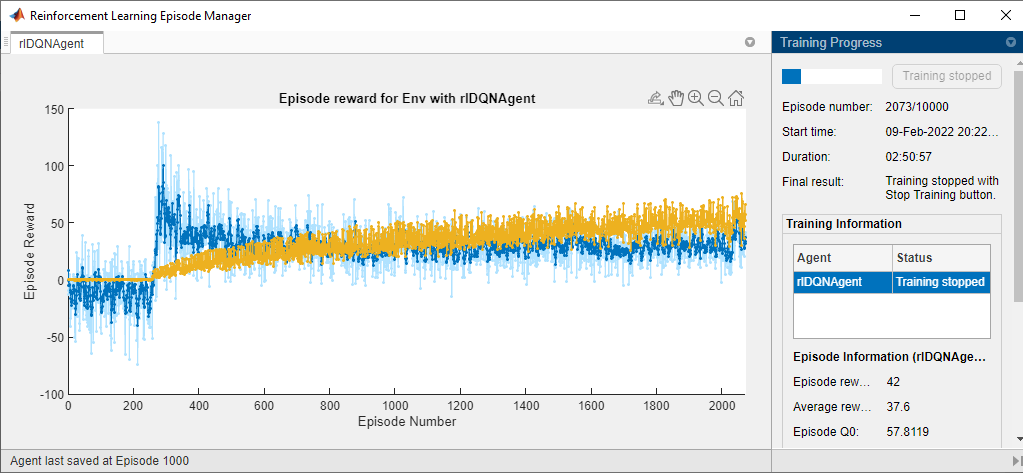 Reinforcement Learning Episode Manager
rlDQNAgent
Episode reward for Env with rlDQNAgent
150
100
50
0
-50
-100
Episode Reward
0
200
400
600
800
1000
1200
1400
1600
1800
2000
Episode Number
Agent last saved at Episode 1000
Training Progress
Training stopped
Episode number: 2073/10000
Start time: 09-Feb-2022 20:22...
Duration: 02:50:57
Final result: Training stopped with
Stop Training button.
Training Information
Agent Status
rlDQNAgent Training stopped
Episode Information (rlDQNAge...
Episode rew... 42
Average rew... 37.6
Episode Q0: 57.8119